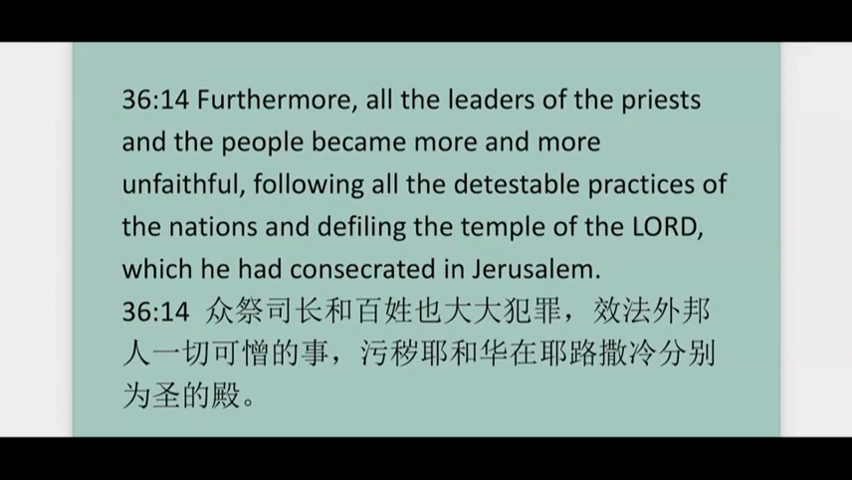 36:14 Furthermore, all the leaders of the priests
and the people became more and more
unfaithful, following all the detestable practices of
the nations and defiling the temple of the LORD,
which he had consecrated in Jerusalem.
36:14 众祭司长和百姓也大大犯罪，效法外邦
人一切可憎的事，污秽耶和华在耶路撒冷分别
为圣的殿。